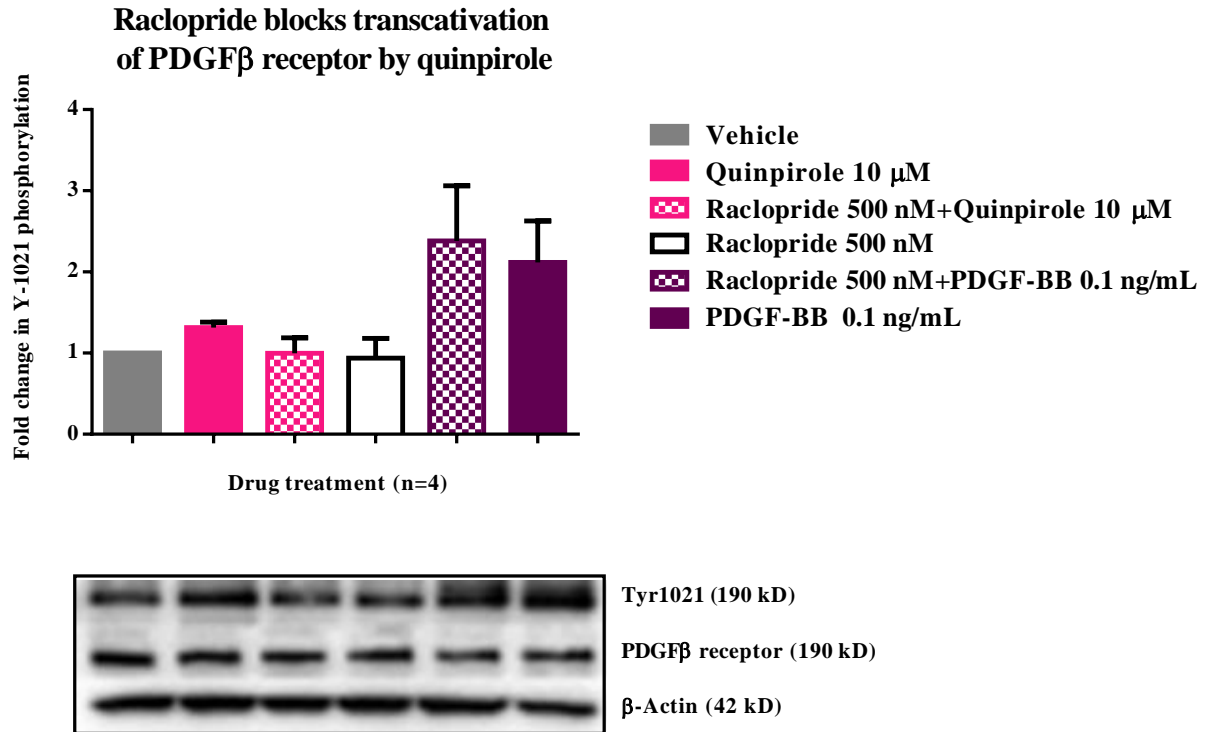 Raclopride blocks transcativation
of PDGFβ receptor by quinpirole
Fold change in Y-1021 phosphorylation
4
3
2
1
0
Drug treatment (n=4)
Vehicle
Quinpirole 10 μM
Raclopride 500 nM+Quinpirole 10 μM
Raclopride 500 nM
Raclopride 500 nM+PDGF-BB 0.1 ng/mL
PDGF-BB 0.1 ng/mL
Tyr1021 (190 kD)
PDGFβ receptor (190 kD)
β-Actin (42 kD)